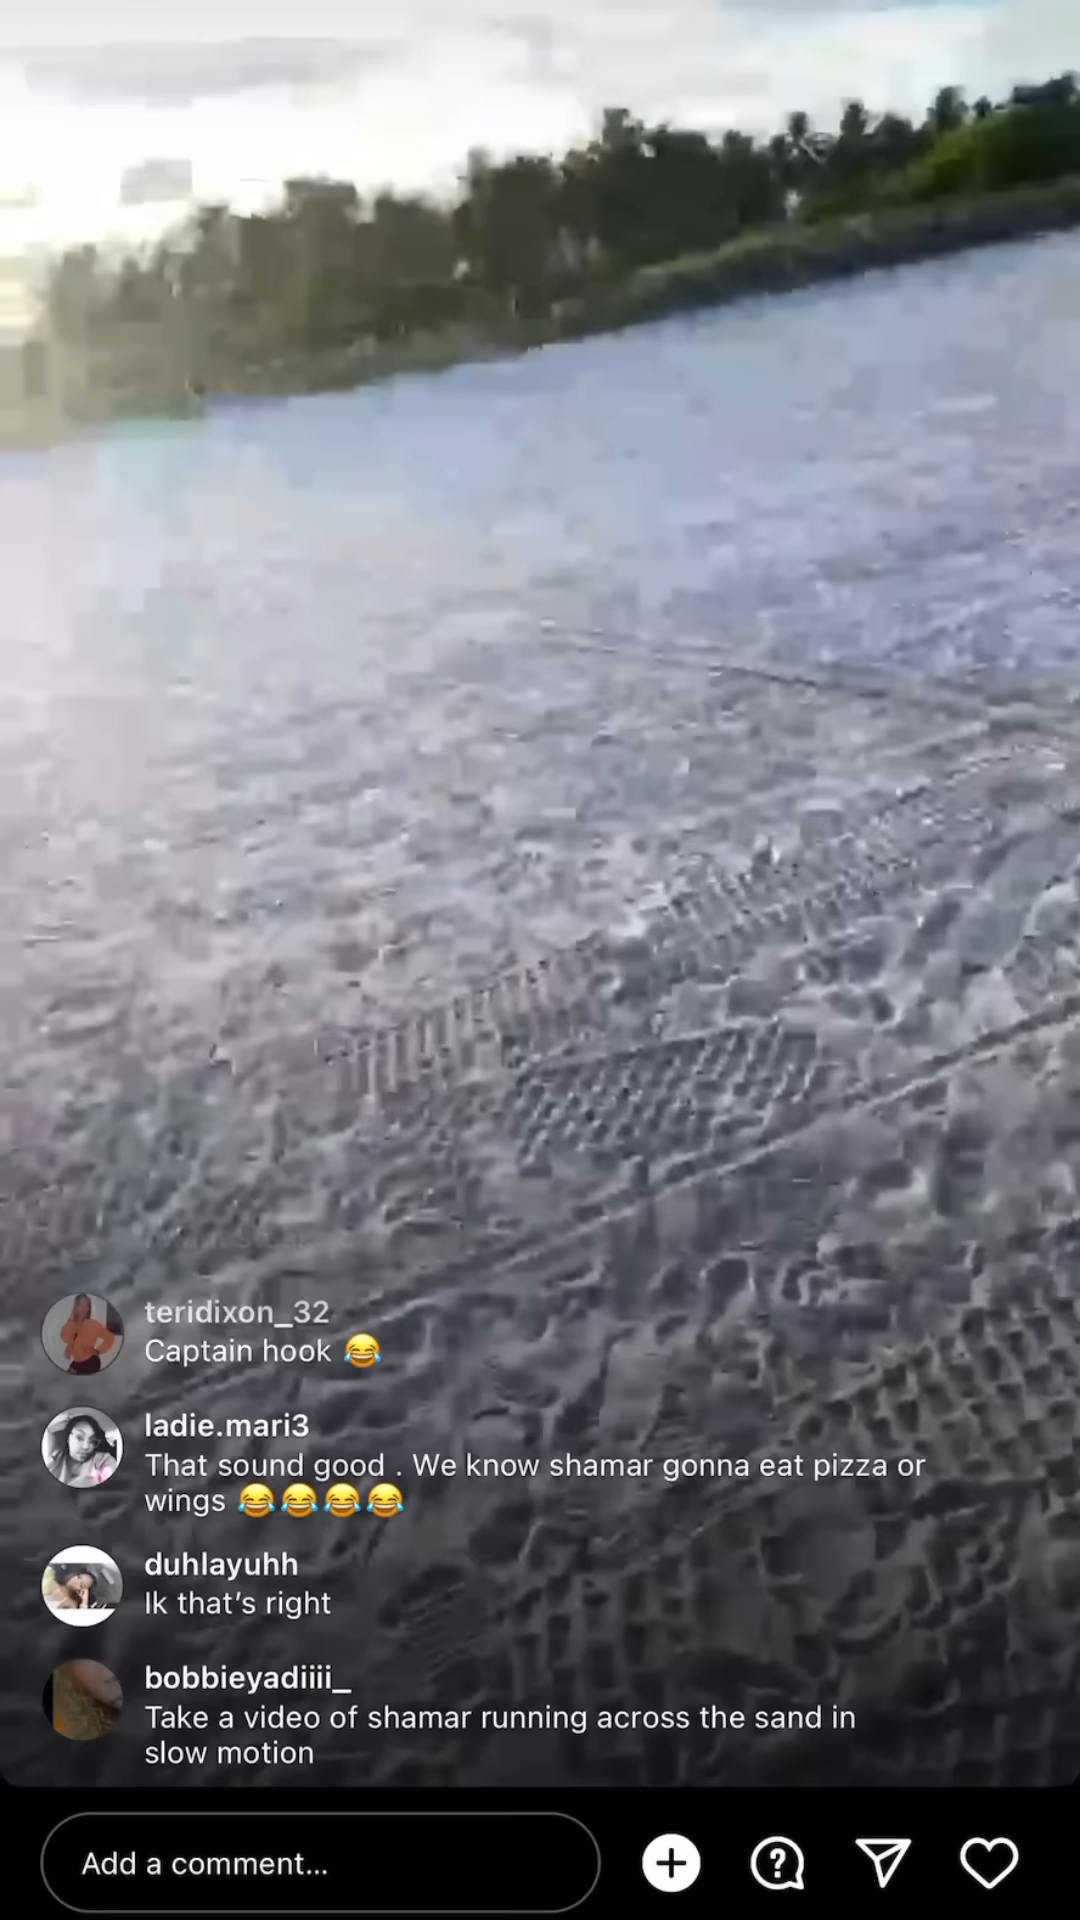 teridixon_32
Captain hook 😂
ladie.mari3
That sound good . We know shamar gonna eat pizza or
wings 😂😂😂😂
duhlayuhh
Ik that’s right
bobbieyadiiii_
Take a video of shamar running across the sand in
slow motion
Add a comment...